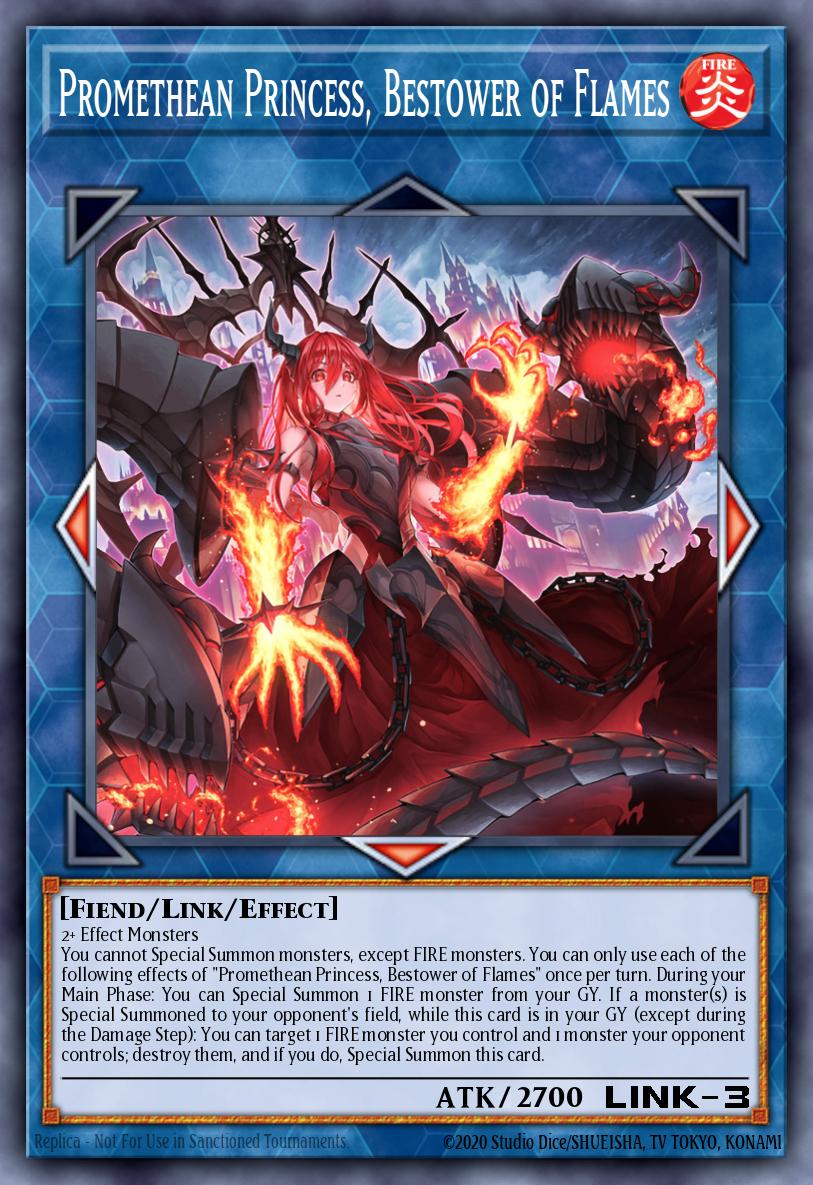 Promethean Princess, Bestower of Flames
FIRE
炎
[Fiend/Link/Effect]
2+ Effect Monsters
You cannot Special Summon monsters, except FIRE monsters. You can only use each of the
following effects of "Promethean Princess, Bestower of Flames" once per turn. During your
Main Phase: You can Special Summon 1 FIRE monster from your GY. If a monster(s) is
Special Summoned to your opponent's field, while this card is in your GY (except during
the Damage Step): You can target 1 FIRE monster you control and 1 monster your opponent
controls; destroy them, and if you do, Special Summon this card.
ATK/2700 LINK-3
Replica - Not For Use in Sanctioned Tournaments.
©2020 Studio Dice/SHUEISHA, TV TOKYO, KONAMI